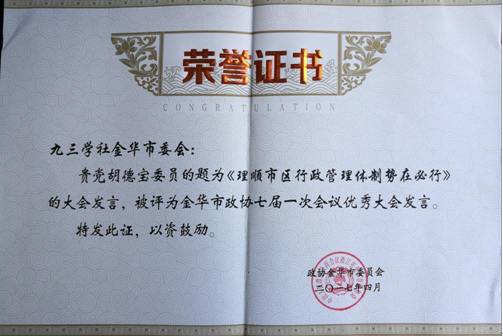 荣誉证书
CONGRATULATION
九三学社金华市委会：
贵党胡德宝委员的题为《理顺市区行政管理体制势在必行》
的大会发言，被评为金华市政协七届一次会议优秀大会发言。
特发此证，以资鼓励。
政协金华市委员会
二〇一七年四月